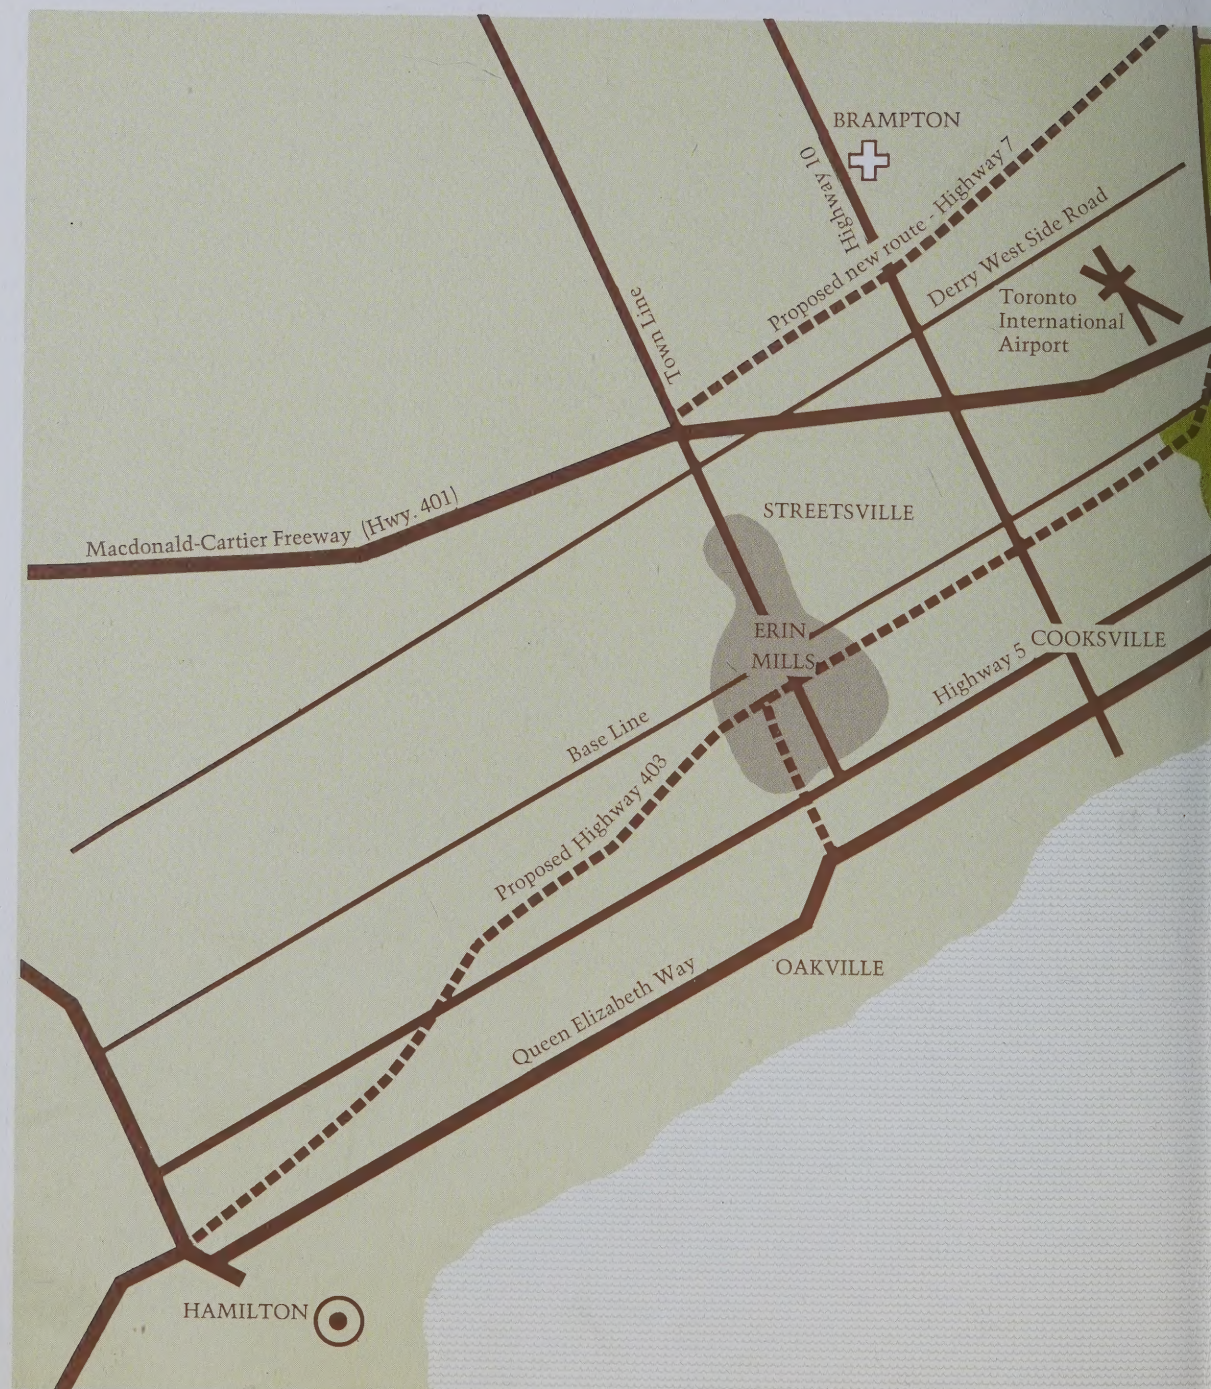 BRAMPTON
Highway 10
Proposed new route - Highway 7
Derry West Side Road
Toronto
International
Airport
Town Line
Macdonald-Cartier Freeway (Hwy. 401)
STREETSVILLE
ERIN
MILLS
COOKSVILLE
Highway 5
Base Line
Proposed Highway 403
Queen Elizabeth Way
OAKVILLE
HAMILTON